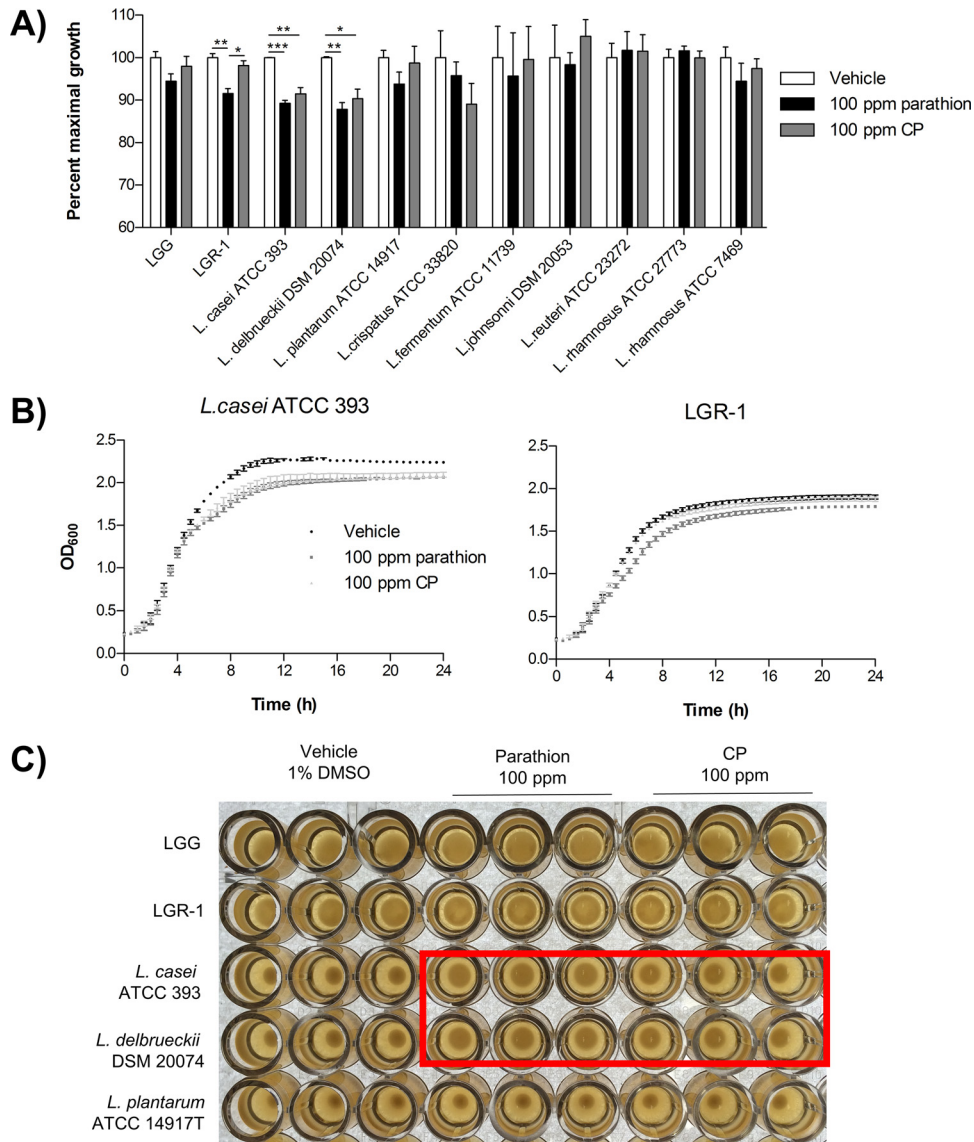 A)
Percent maximal growth
110
100
90
80
70
60
** *
** ***
* **
Vehicle
100 ppm parathion
100 ppm CP
LGG
LGR-1
L. casei ATCC 393
L. delbrueckii DSM 20074
L. plantarum ATCC 14917
L.crispatus ATCC 33820
L.fermentum ATCC 11739
L.johnsonni DSM 20053
L.reuteri ATCC 23272
L. rhamnosus ATCC 27773
L. rhamnosus ATCC 7469
B)
L.casei ATCC 393
OD600
2.5
2.0
1.5
1.0
0.5
0.0
0 4 8 12 16 20 24
Time (h)
Vehicle
100 ppm parathion
100 ppm CP
LGR-1
2.5
2.0
1.5
1.0
0.5
0.0
0 4 8 12 16 20 24
Time (h)
C)
Vehicle
1% DMSO
Parathion
100 ppm
CP
100 ppm
LGG
LGR-1
L. casei
ATCC 393
L. delbrueckii
DSM 20074
L. plantarum
ATCC 14917T